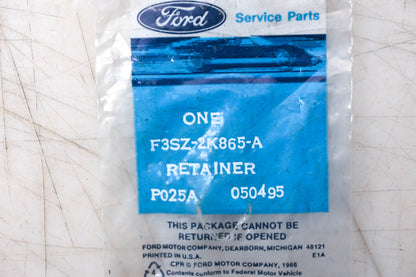 Ford Service Parts
ONE
F3SZ-2K865-A
RETAINER
P025A 050495
THIS PACKAGE CANNOT BE
RETURNED IF OPENED
FORD MOTOR COMPANY, DEARBORN, MICHIGAN 48121
PRINTED IN U.S.A. E1A
CPR © FORD MOTOR COMPANY, 1966
Contents conform to Federal Motor Vehicle